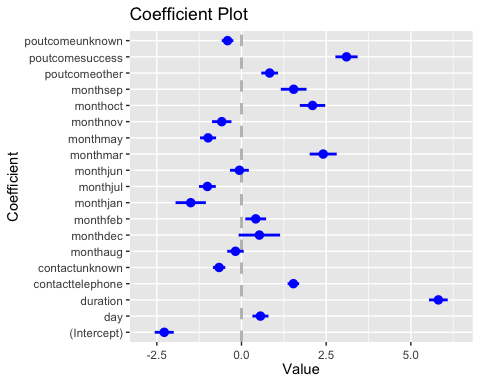 Coefficient Plot
poutcomeunknown
poutcomesuccess
poutcomeother
monthsep
monthoct
monthnov
monthmay
monthmar
monthjun
monthjul
monthjan
monthfeb
monthdec
monthaug
contactunknown
contacttelephone
duration
day
(Intercept)
Coefficient
-2.5 0.0 2.5 5.0
Value